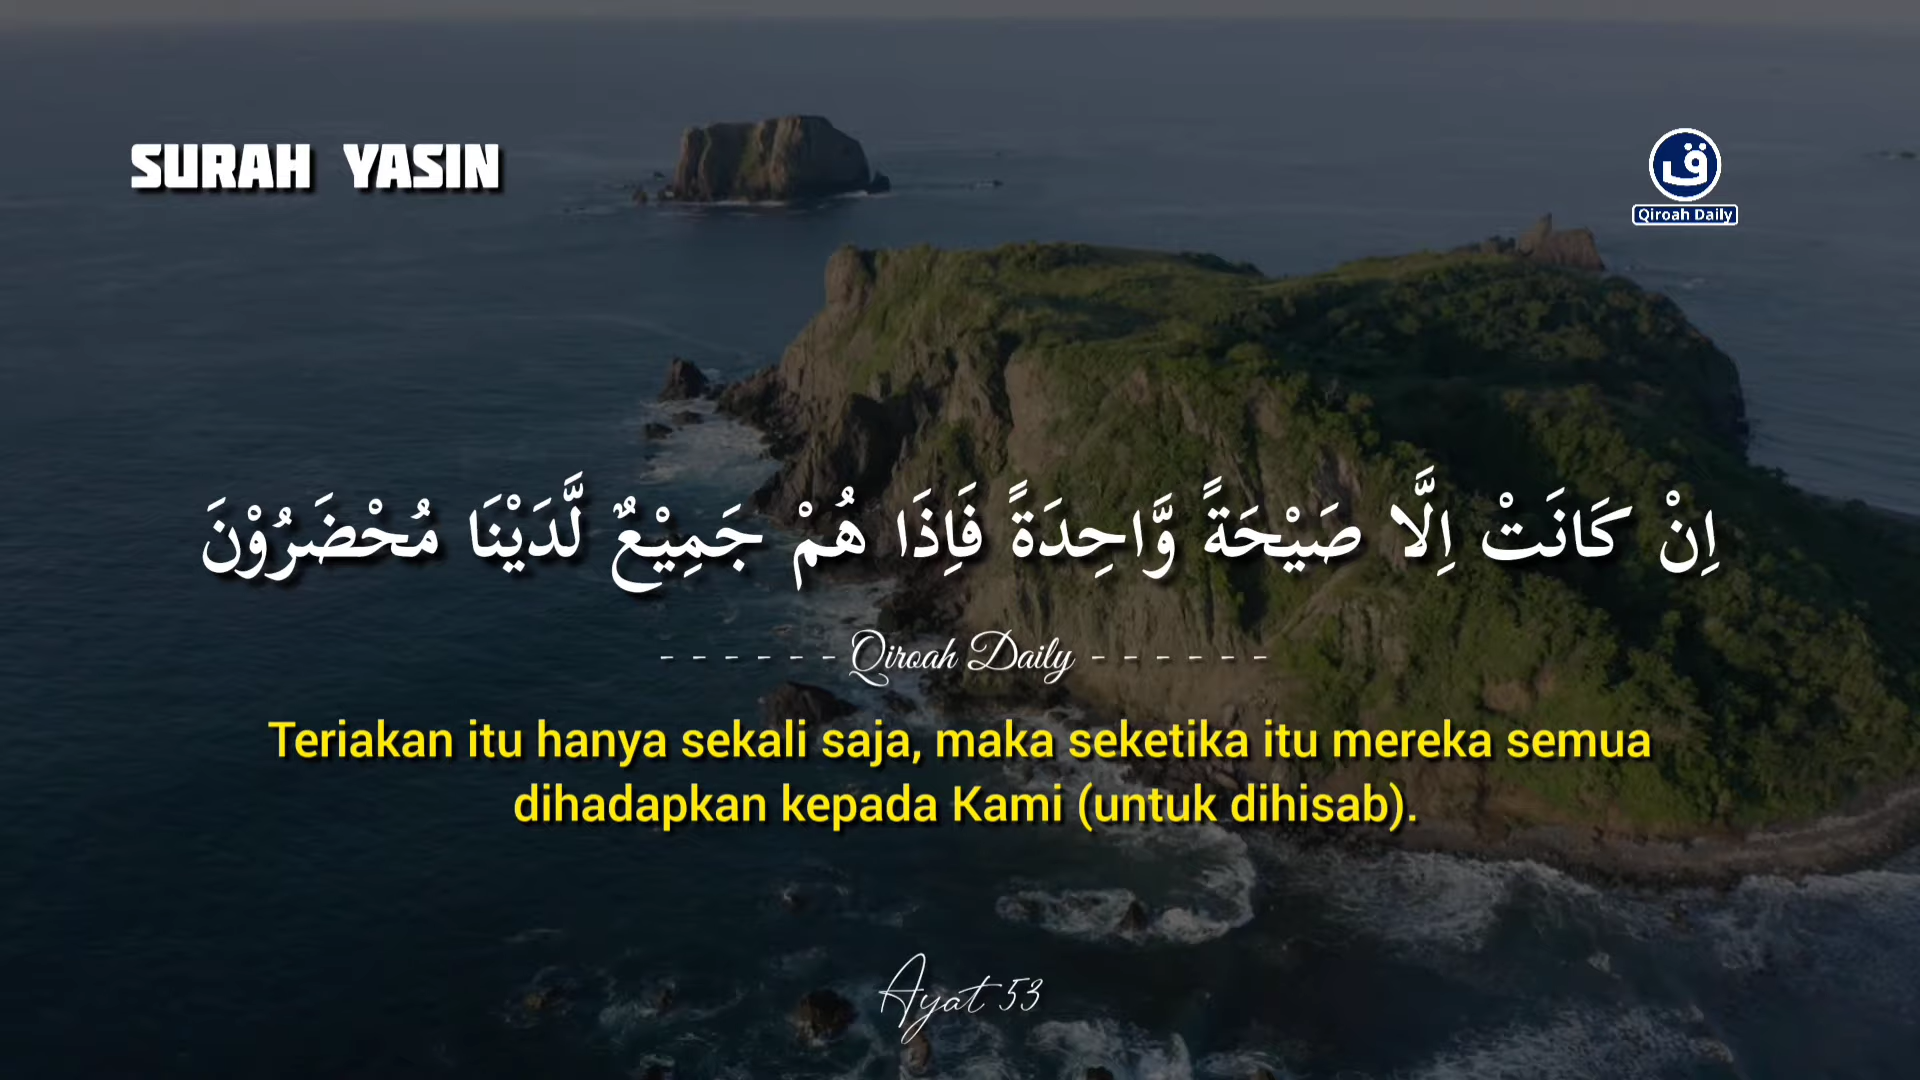 SURAH YASIN
ق
Qiroah Daily
اِنْ كَانَتْ اِلَّا صَيْحَةً وَّاحِدَةً فَاِذَا هُمْ جَمِيْعٌ لَّدَيْنَا مُحْضَرُوْنَ
------ Qiroah Daily ------
Teriakan itu hanya sekali saja, maka seketika itu mereka semua
dihadapkan kepada Kami (untuk dihisab).
Ayat 53